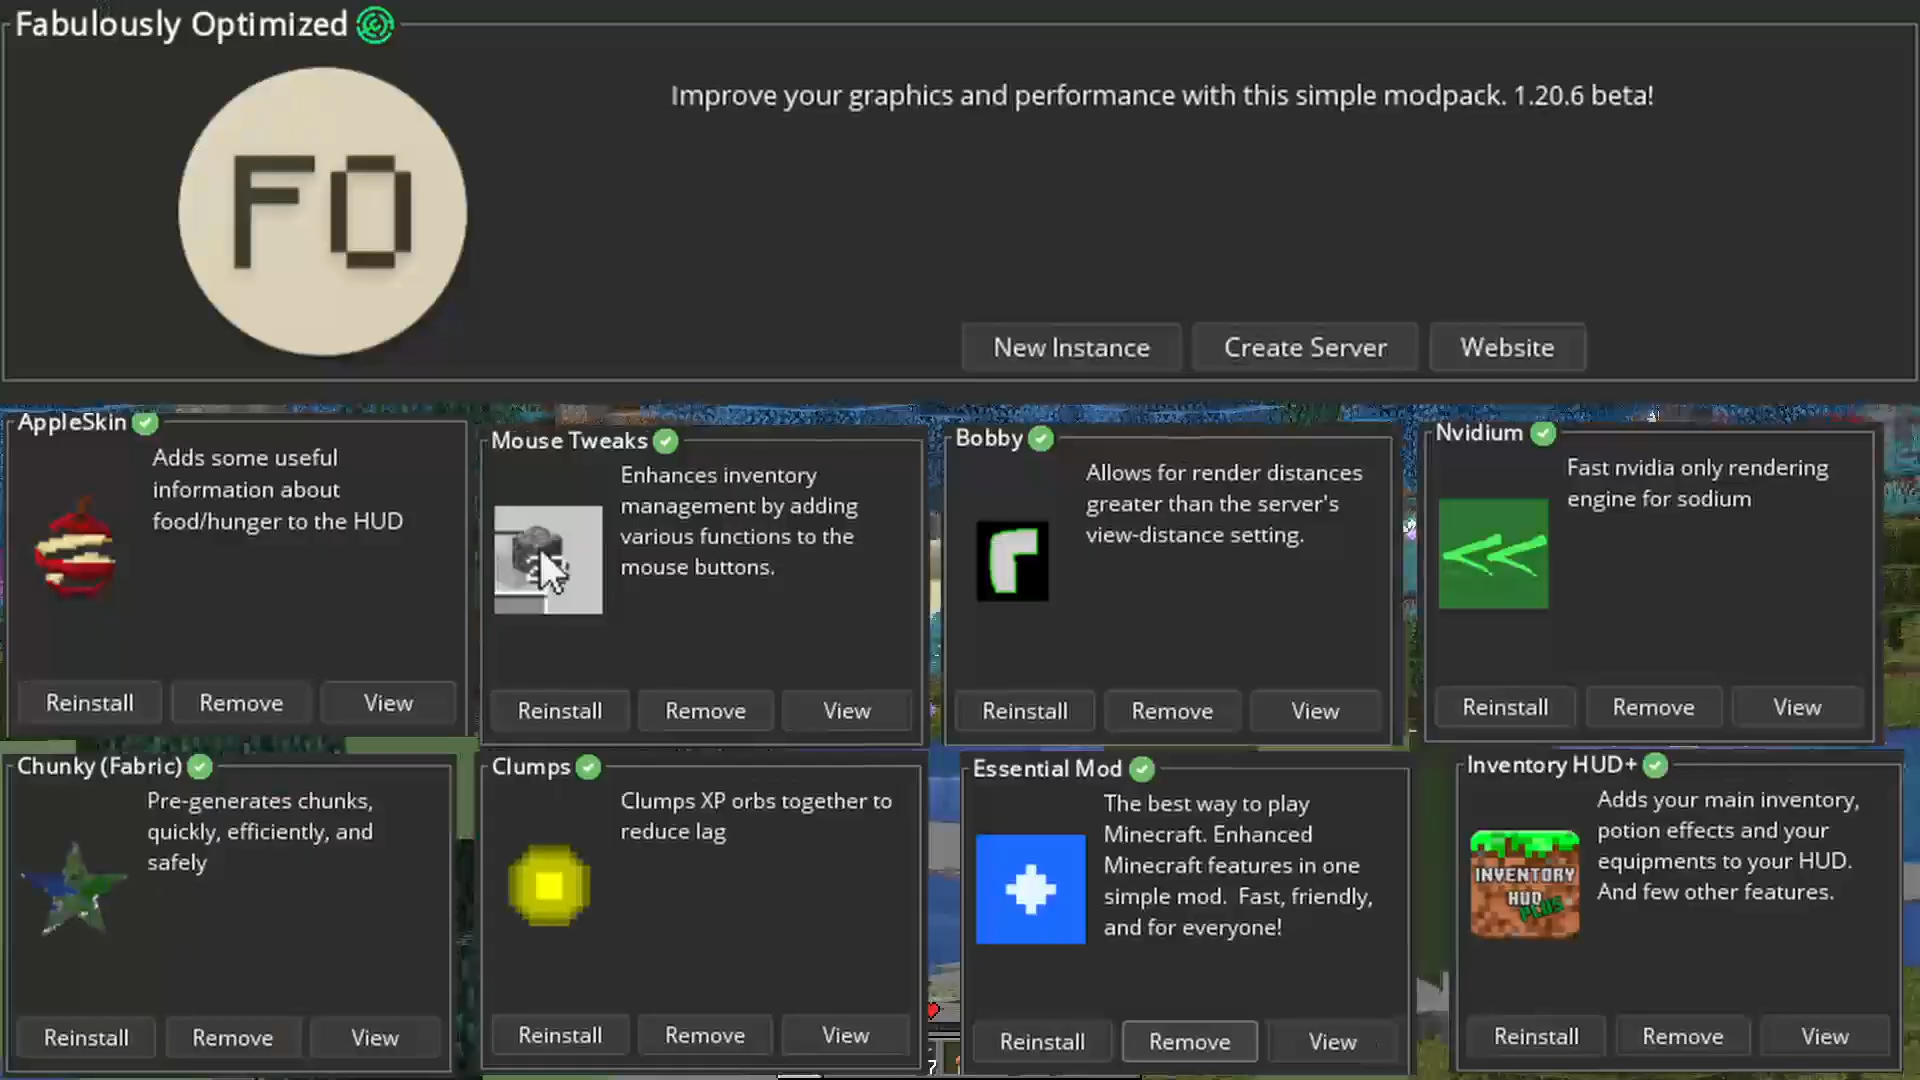 Fabulously Optimized
FO
Improve your graphics and performance with this simple modpack. 1.20.6 beta!
New Instance
Create Server
Website
AppleSkin
Adds some useful
information about
food/hunger to the HUD
Reinstall
Remove
View
Mouse Tweaks
Enhances inventory
management by adding
various functions to the
mouse buttons.
Reinstall
Remove
View
Bobby
Allows for render distances
greater than the server's
view-distance setting.
Reinstall
Remove
View
Nvidium
Fast nvidia only rendering
engine for sodium
Reinstall
Remove
View
Chunky (Fabric)
Pre-generates chunks,
quickly, efficiently, and
safely
Reinstall
Remove
View
Clumps
Clumps XP orbs together to
reduce lag
Reinstall
Remove
View
Essential Mod
The best way to play
Minecraft. Enhanced
Minecraft features in one
simple mod.  Fast, friendly,
and for everyone!
Reinstall
Remove
View
Inventory HUD+
Adds your main inventory,
potion effects and your
equipments to your HUD.
And few other features.
INVENTORY
HUD
PLUS
Reinstall
Remove
View